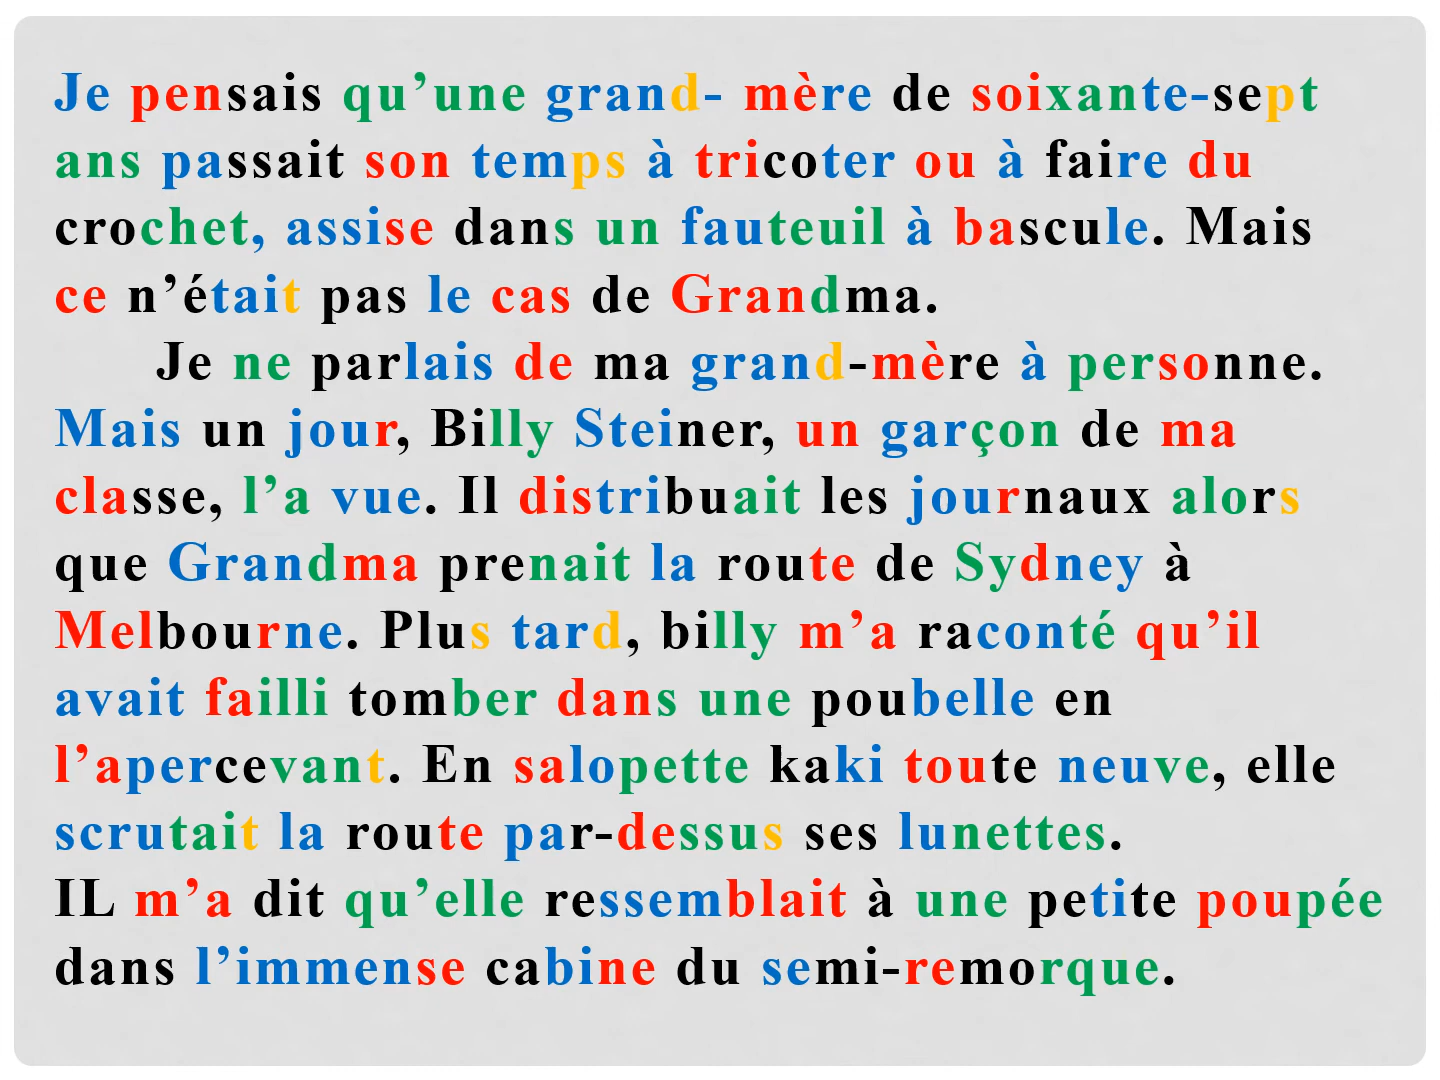 Je pensais qu’une grand- mère de soixante-sept
ans passait son temps à tricoter ou à faire du
crochet, assise dans un fauteuil à bascule. Mais
ce n’était pas le cas de Grandma.
Je ne parlais de ma grand-mère à personne.
Mais un jour, Billy Steiner, un garçon de ma
classe, l’a vue. Il distribuait les journaux alors
que Grandma prenait la route de Sydney à
Melbourne. Plus tard, billy m’a raconté qu’il
avait failli tomber dans une poubelle en
l’apercevant. En salopette kaki toute neuve, elle
scrutait la route par-dessus ses lunettes.
IL m’a dit qu’elle ressemblait à une petite poupée
dans l’immense cabine du semi-remorque.